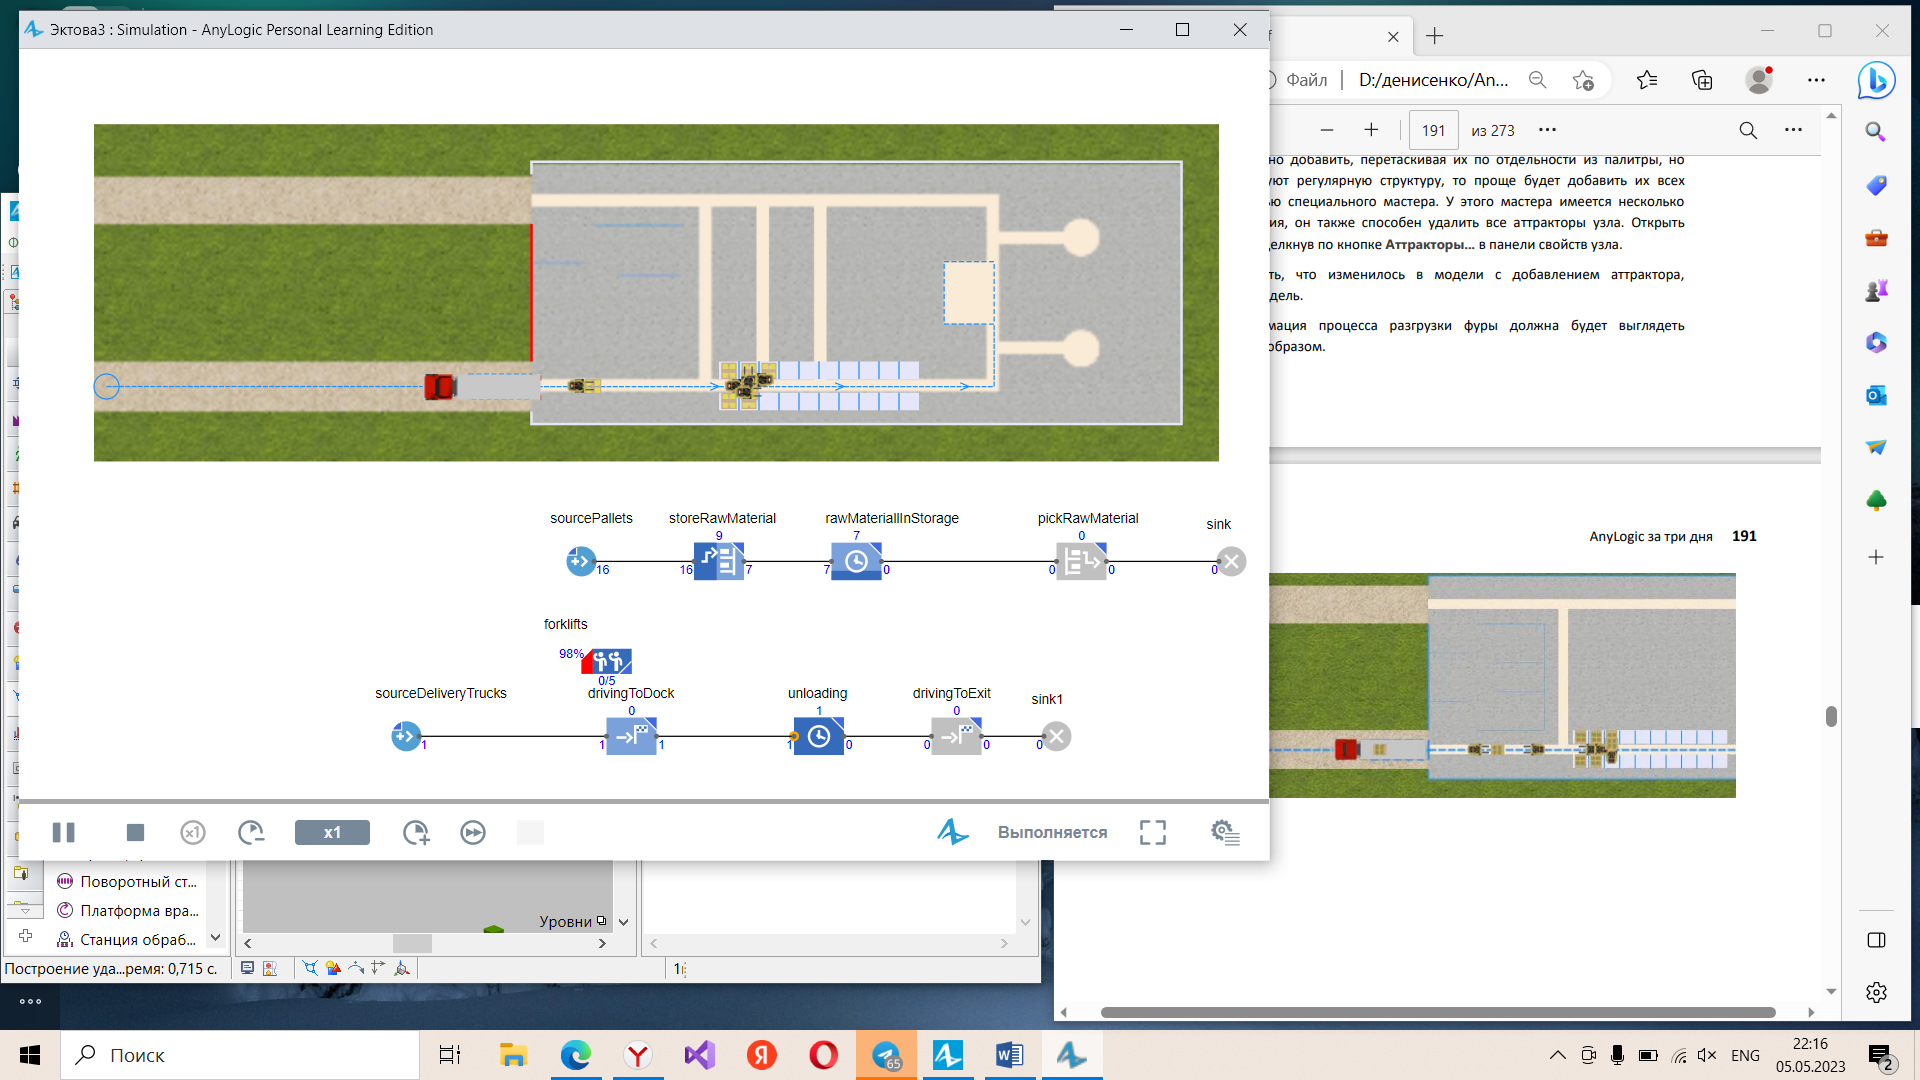 Эктова3 : Simulation - AnyLogic Personal Learning Edition
sourcePallets
storeRawMaterial
rawMaterialInStorage
pickRawMaterial
sink
9
7
0
16
16
7
7
0
0
0
0
forklifts
98%
0/5
sourceDeliveryTrucks
drivingToDock
unloading
drivingToExit
sink1
0
1
0
1
1
1
1
0
0
0
0
x1
x1
Выполняется
Файл
D:/денисенко/An...
191
из 273
но добавить, перетаскивая их по отдельности из палитры, но
уют регулярную структуру, то проще будет добавить их всех
ью специального мастера. У этого мастера имеется несколько
ия, он также способен удалить все аттракторы узла. Открыть
елкнув по кнопке Аттракторы... в панели свойств узла.
ть, что изменилось в модели с добавлением аттрактора,
дель.
мация процесса разгрузки фуры должна будет выглядеть
образом.
AnyLogic за три дня 191
Поворотный ст...
Платформа вра...
Станция обраб...
Уровни
Построение уда...ремя: 0,715 с.
Поиск
65
ENG
22:16
05.05.2023
2